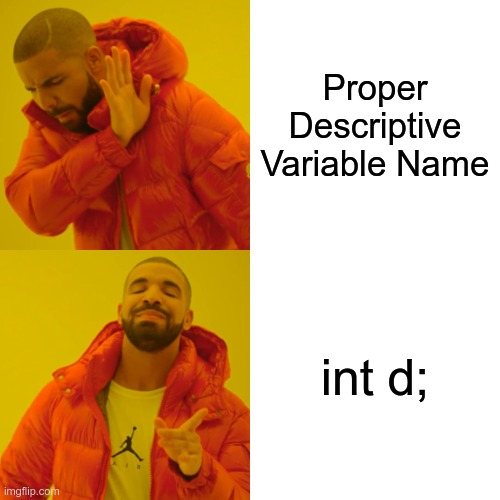 Proper
Descriptive
Variable Name
int d;
imgflip.com